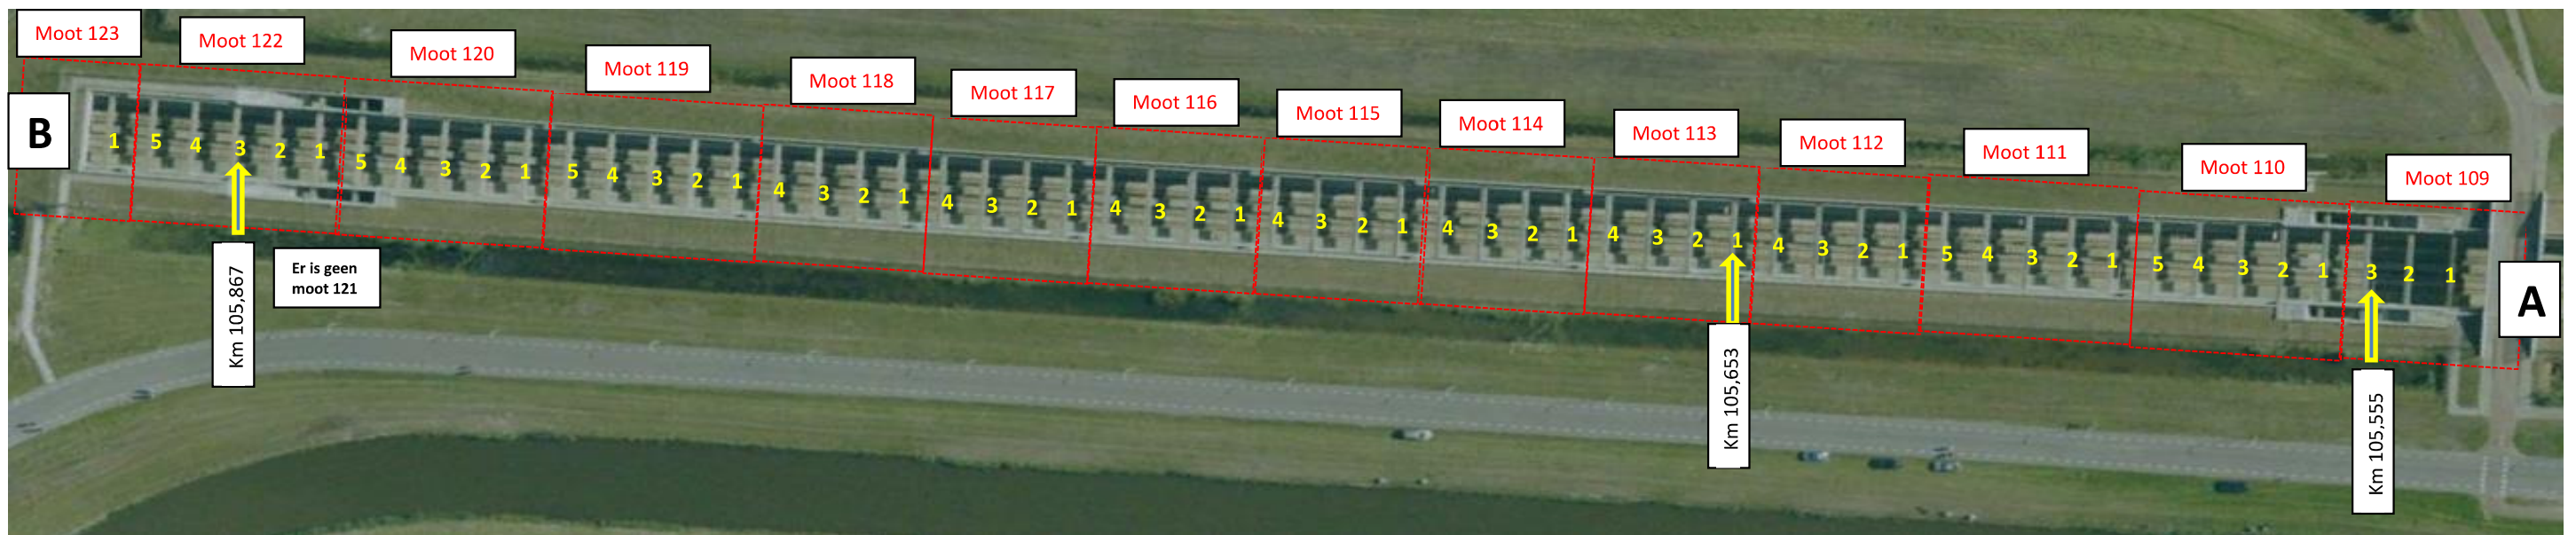 Moot 123
Moot 122
Moot 120
Moot 119
Moot 118
Moot 117
Moot 116
Moot 115
Moot 114
Moot 113
Moot 112
Moot 111
Moot 110
Moot 109
B
1
5 4 3 2 1
5 4 3 2 1
5 4 3 2 1
4 3 2 1
4 3 2 1
4 3 2 1
4 3 2 1
4 3 2 1
4 3 2 1
4 3 2 1
5 4 3 2 1
5 4 3 2 1
3 2 1
A
Km 105,867
Er is geen
moot 121
Km 105,653
Km 105,555